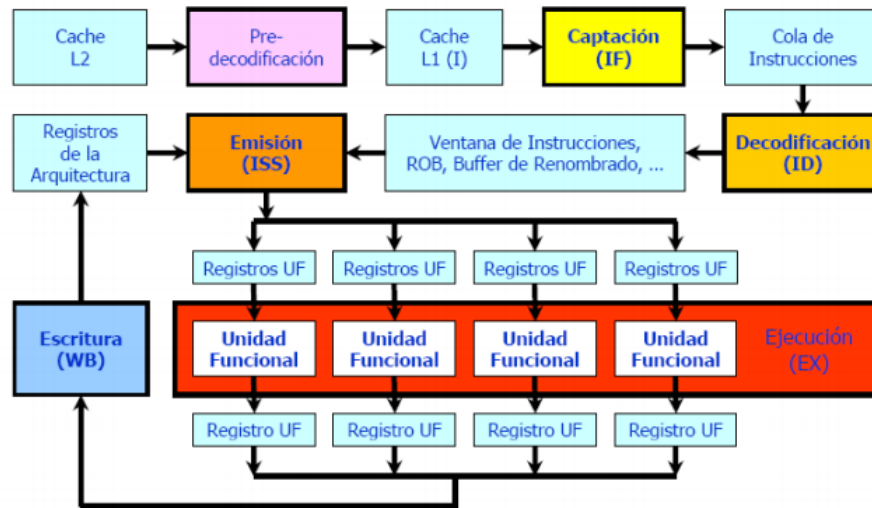 Cache
L2
Pre-
decodificación
Cache
L1 (I)
Captación
(IF)
Cola de
Instrucciones
Registros
de la
Arquitectura
Emisión
(ISS)
Ventana de Instrucciones,
ROB, Buffer de Renombrado, ...
Decodificación
(ID)
Registros UF
Registros UF
Registros UF
Registros UF
Escritura
(WB)
Unidad
Funcional
Unidad
Funcional
Unidad
Funcional
Unidad
Funcional
Ejecución
(EX)
Registro UF
Registro UF
Registro UF
Registro UF